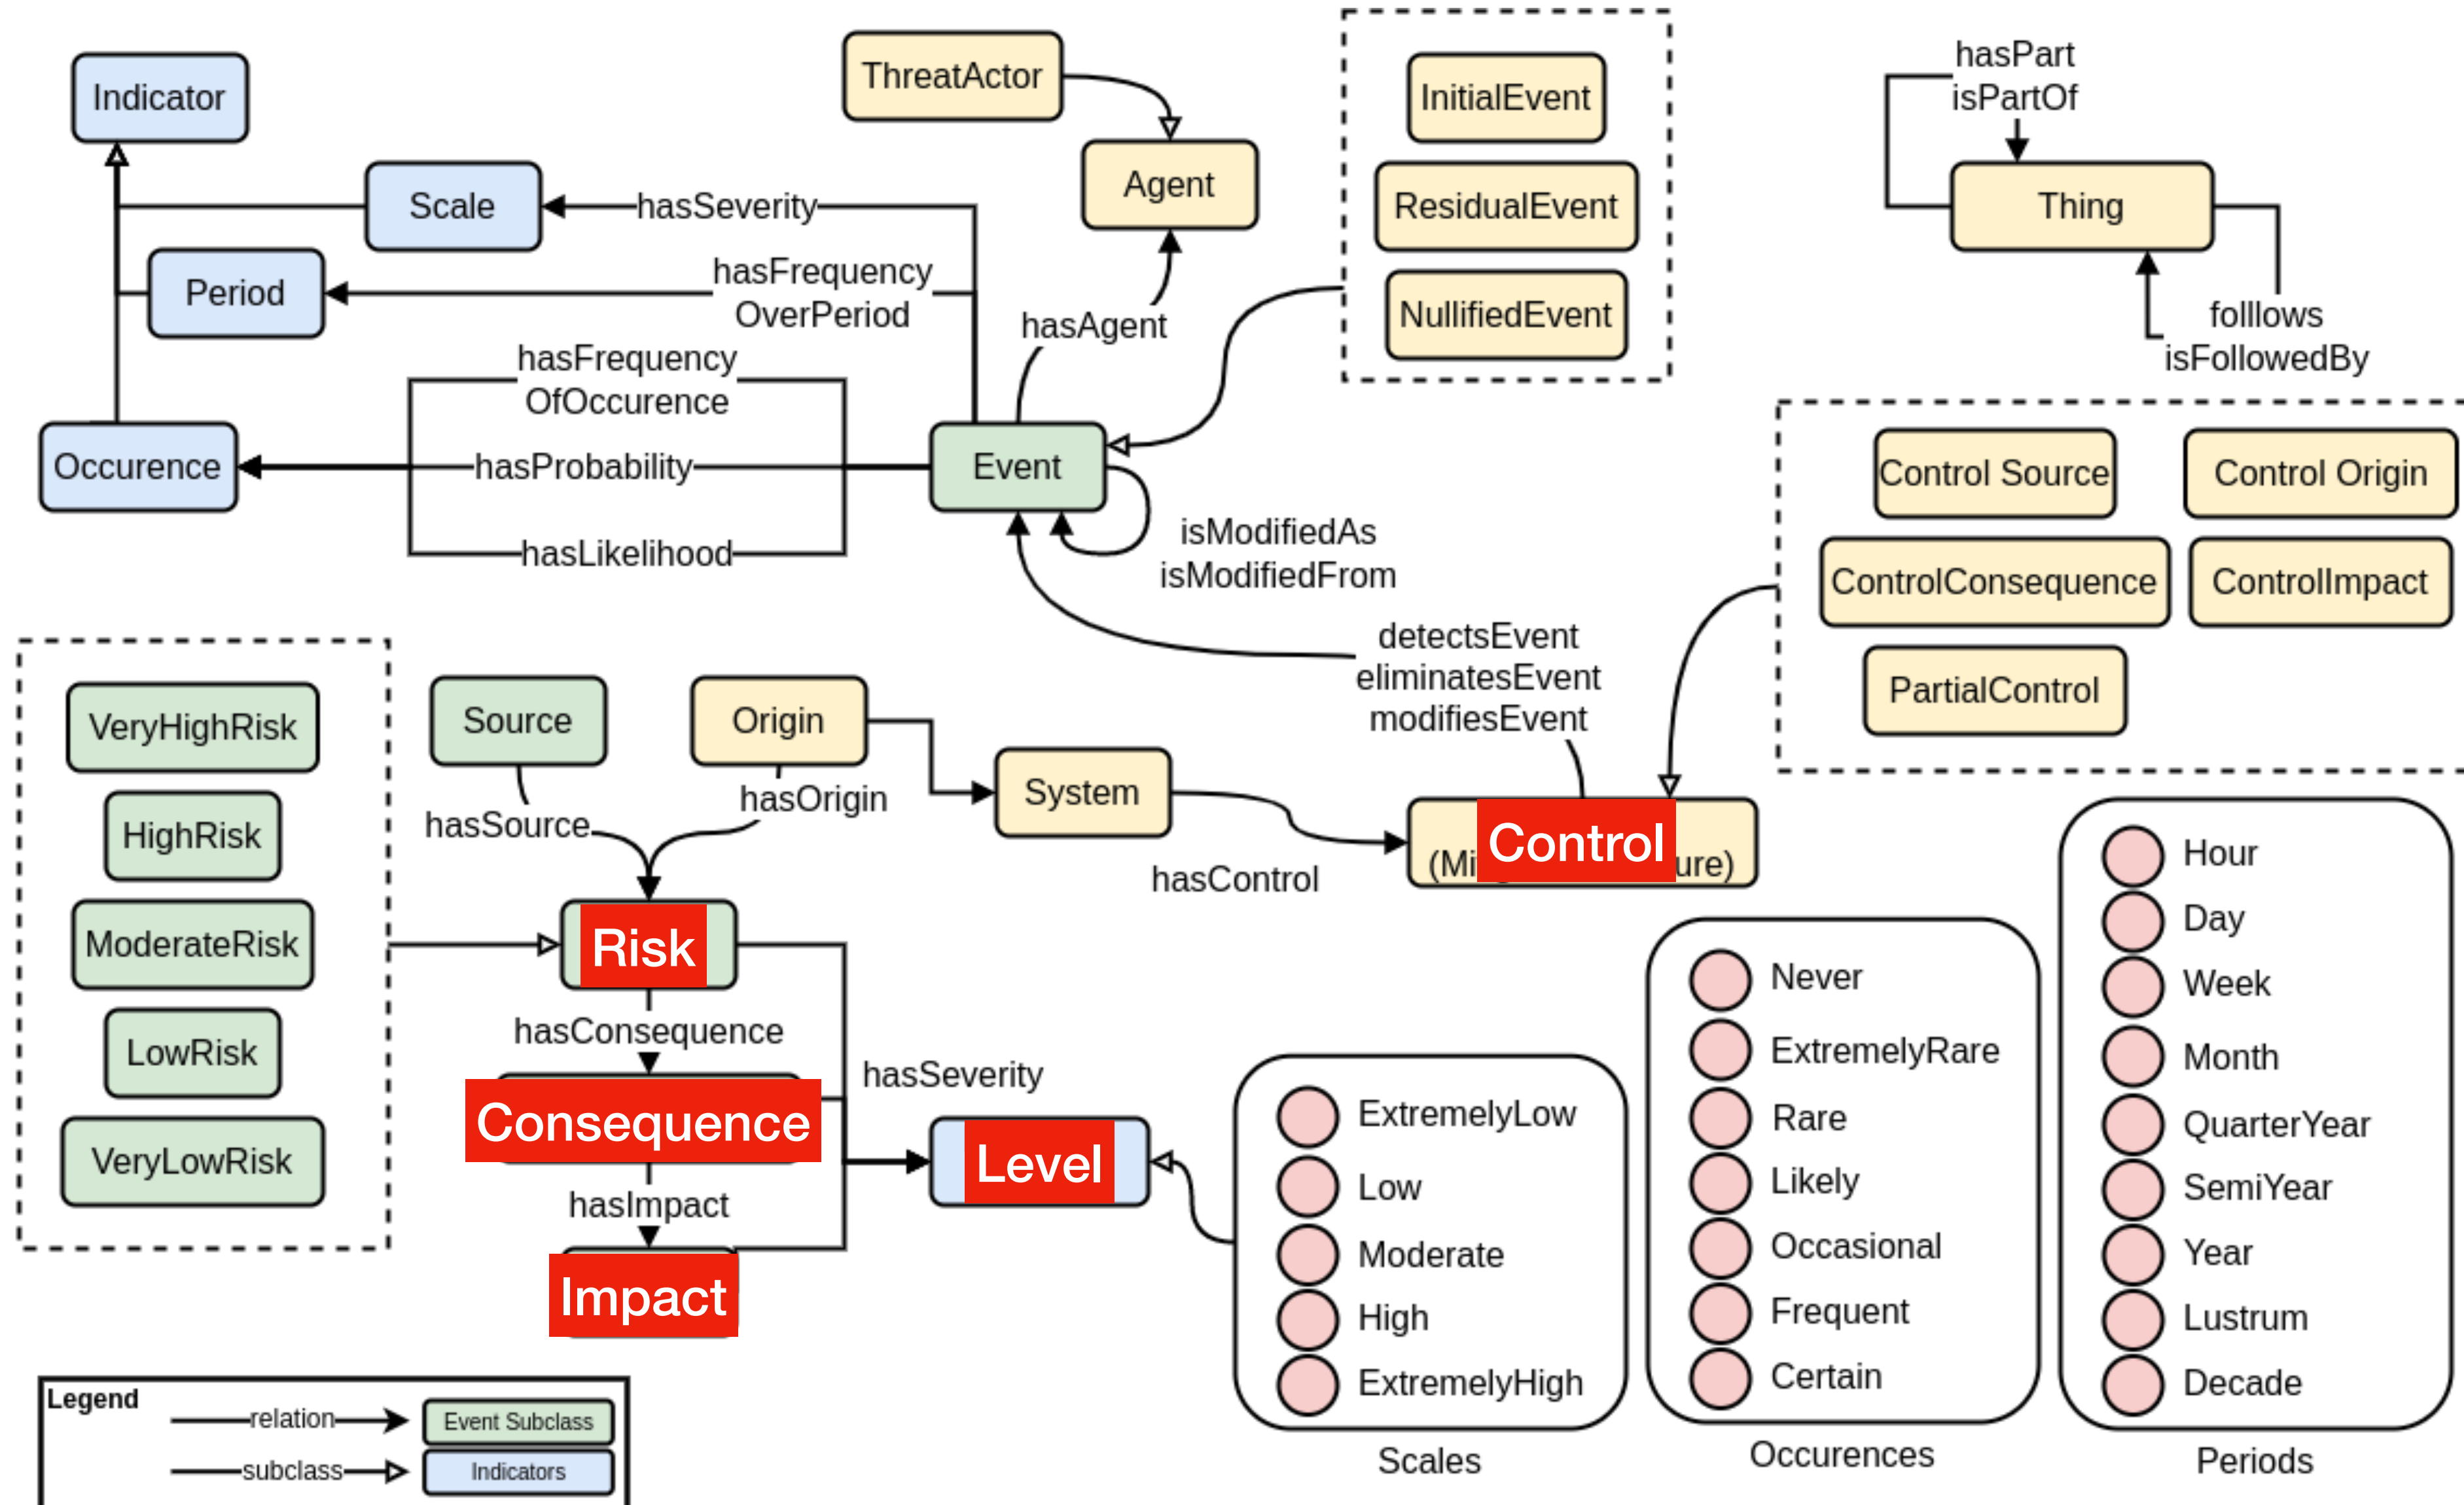 Indicator
ThreatActor
InitialEvent
hasPart
isPartOf
Scale
hasSeverity
Agent
ResidualEvent
Thing
Period
hasFrequency
OverPeriod
hasAgent
NullifiedEvent
folllows
isFollowedBy
hasFrequency
OfOccurence
Occurence
hasProbability
Event
Control Source
Control Origin
hasLikelihood
isModifiedAs
isModifiedFrom
ControlConsequence
ControlImpact
detectsEvent
eliminatesEvent
modifiesEvent
PartialControl
VeryHighRisk
Source
Origin
HighRisk
hasSource
hasOrigin
System
hasControl
Control
ModerateRisk
Risk
LowRisk
hasConsequence
VeryLowRisk
Consequence
hasSeverity
Level
hasImpact
Impact
ExtremelyLow
Low
Moderate
High
ExtremelyHigh
Scales
Never
ExtremelyRare
Rare
Likely
Occasional
Frequent
Certain
Occurences
Hour
Day
Week
Month
QuarterYear
SemiYear
Year
Lustrum
Decade
Periods
Legend
relation
Event Subclass
subclass
Indicators